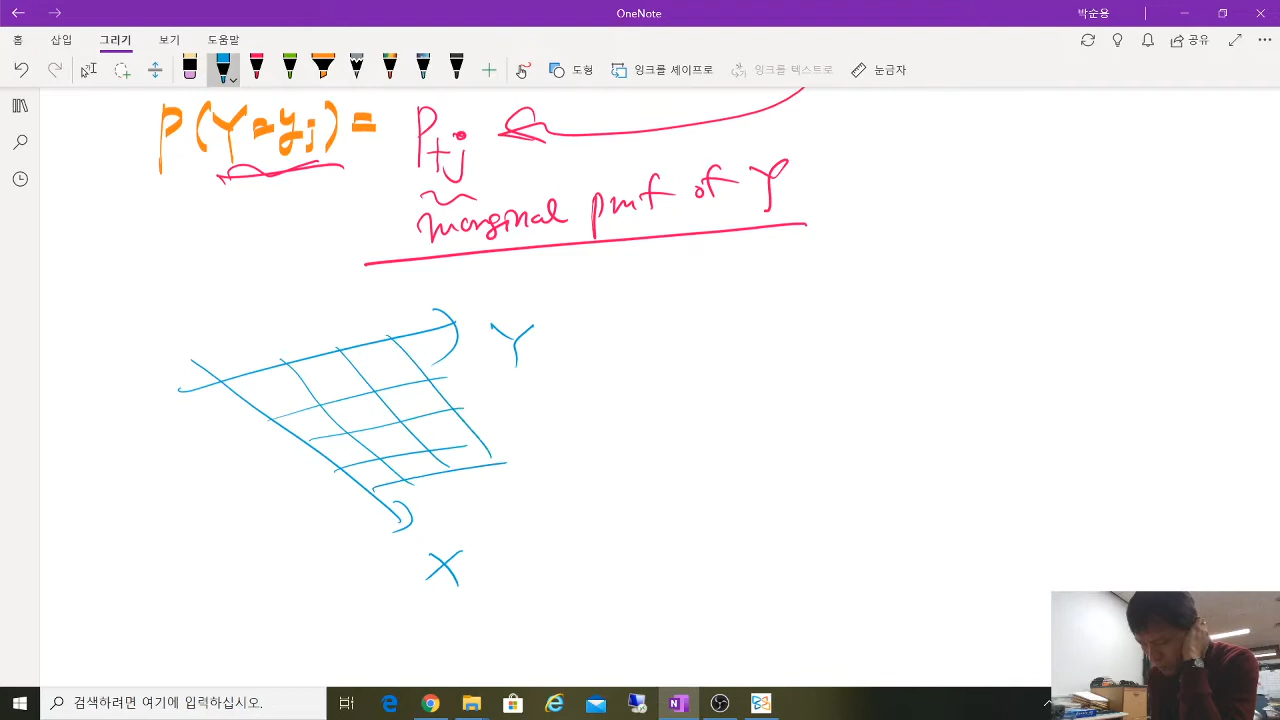 OneNote
박순용
홈 삽입 그리기 보기 도움말
공유
도형 잉크를 셰이프로 잉크를 텍스트로 눈금자
P(Y=yj) = P+j
marginal pmf of Y
Y
X
검색하려면 여기에 입력하십시오.